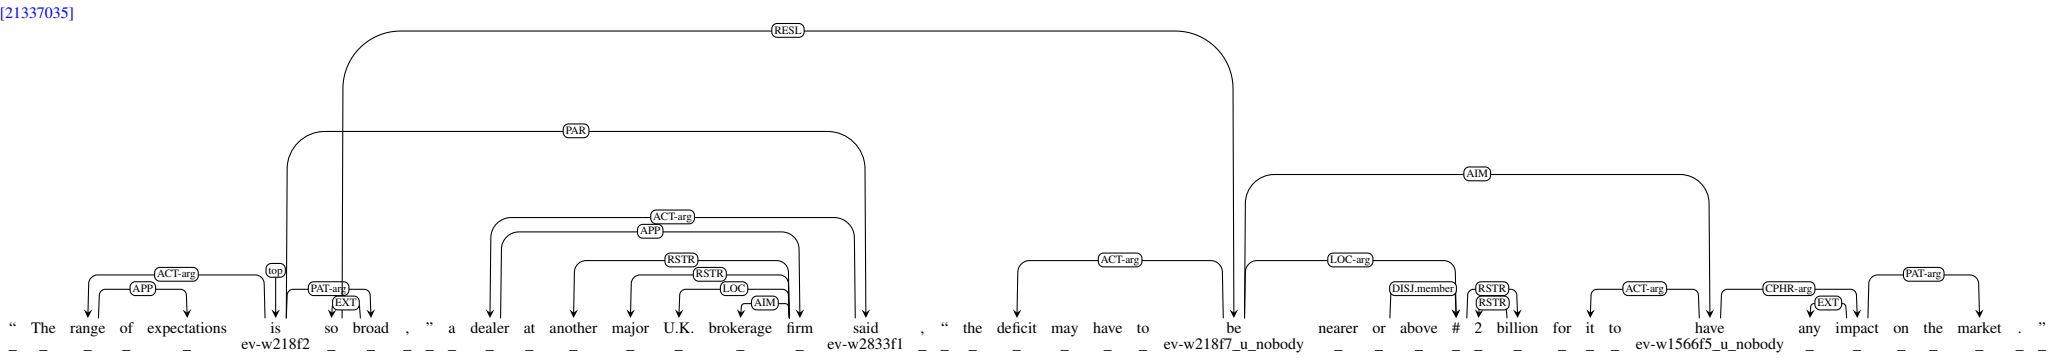 [21337035]
RESL
PAR
AIM
ACT-arg
APP
RSTR ACT-arg LOC-arg
ACT-arg top RSTR PAT-arg
APP PAT-arg LOC DISJ.member RSTR ACT-arg CPHR-arg
EXT AIM RSTR EXT
“ The range of expectations is so broad , ” a dealer at another major U.K. brokerage firm said , “ the deficit may have to be nearer or above # 2 billion for it to have any impact on the market . ”
_ _ _ _ _ ev-w218f2 _ _ _ _ _ _ _ _ _ _ _ _ ev-w2833f1 _ _ _ _ _ _ _ ev-w218f7_u_nobody _ _ _ _ _ _ _ _ _ ev-w1566f5_u_nobody _ _ _ _ _ _ _